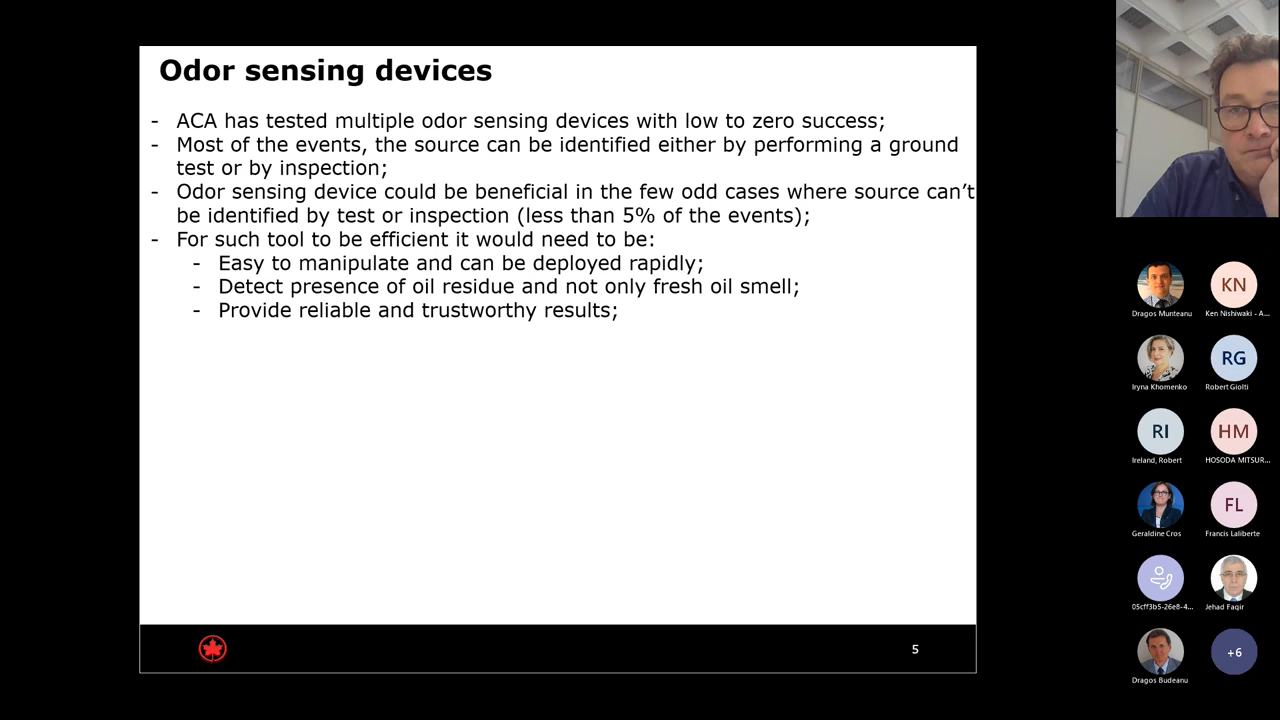 Odor sensing devices
- ACA has tested multiple odor sensing devices with low to zero success;
- Most of the events, the source can be identified either by performing a ground
test or by inspection;
- Odor sensing device could be beneficial in the few odd cases where source can’t
be identified by test or inspection (less than 5% of the events);
- For such tool to be efficient it would need to be:
- Easy to manipulate and can be deployed rapidly;
- Detect presence of oil residue and not only fresh oil smell;
- Provide reliable and trustworthy results;
5
KN
Dragos Munteanu
Ken Nishiwaki - A...
RG
Iryna Khomenko
Robert Giolti
RI
HM
Ireland, Robert
HOSODA MITSUR...
FL
Geraldine Cros
Francis Laliberte
05cff3b5-26e8-4...
Jehad Faqir
+6
Dragos Budeanu